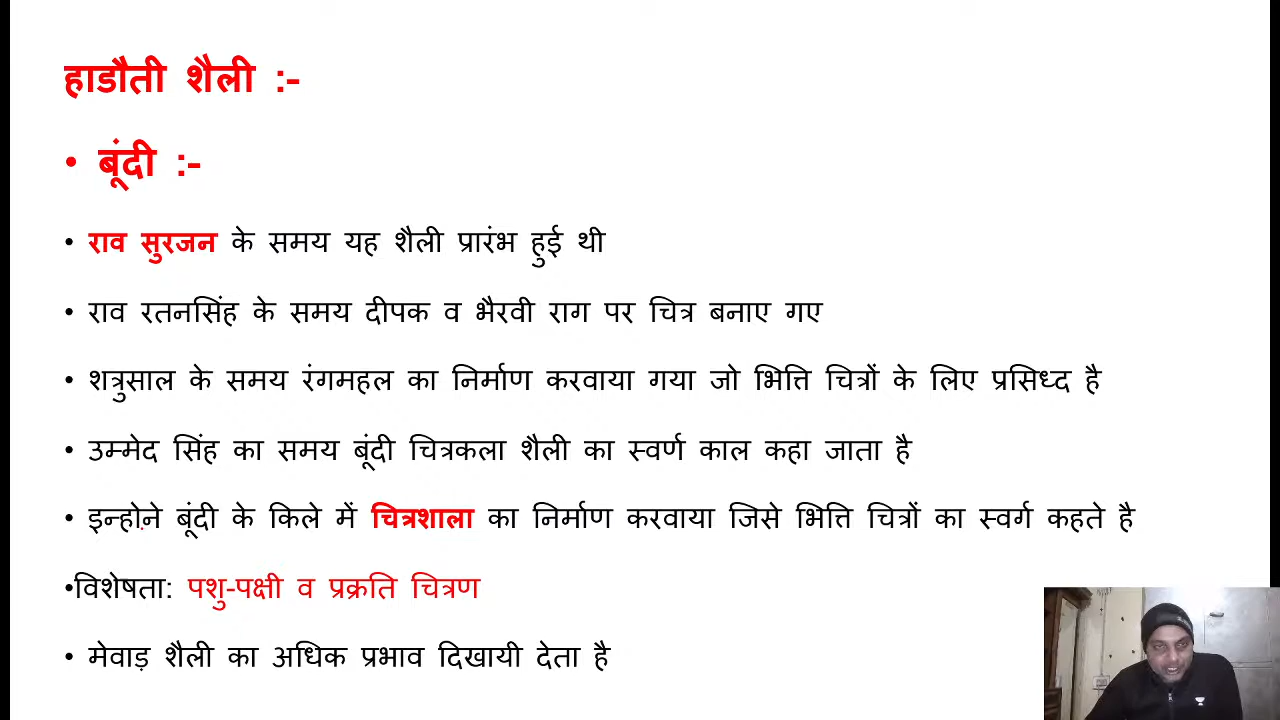 हाडौती शैली :-
• बूंदी :-
• राव सुरजन के समय यह शैली प्रारंभ हुई थी
• राव रतनसिंह के समय दीपक व भैरवी राग पर चित्र बनाए गए
• शत्रुसाल के समय रंगमहल का निर्माण करवाया गया जो भित्ति चित्रों के लिए प्रसिध्द है
• उम्मेद सिंह का समय बूंदी चित्रकला शैली का स्वर्ण काल कहा जाता है
• इन्होने बूंदी के किले में चित्रशाला का निर्माण करवाया जिसे भित्ति चित्रों का स्वर्ग कहते है
•विशेषता: पशु-पक्षी व प्रक्रति चित्रण
• मेवाड़ शैली का अधिक प्रभाव दिखायी देता है